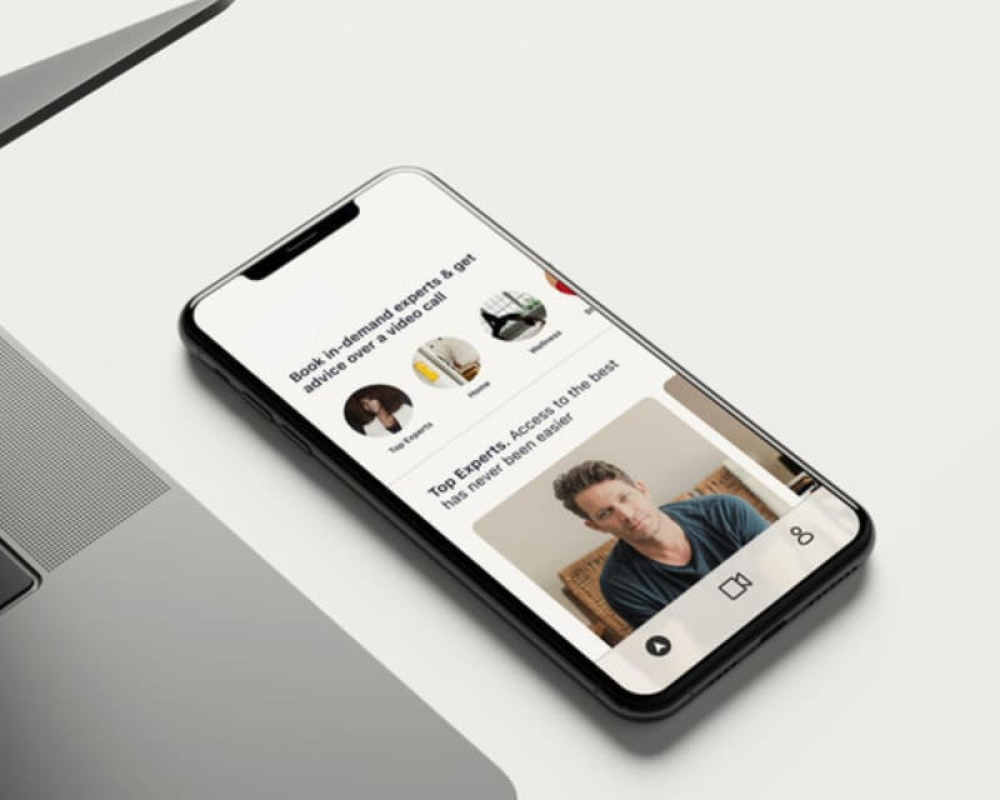 Book in-demand experts & get
advice over a video call
Top Experts
Home
Wellness
Top Experts. Access to the best
has never been easier